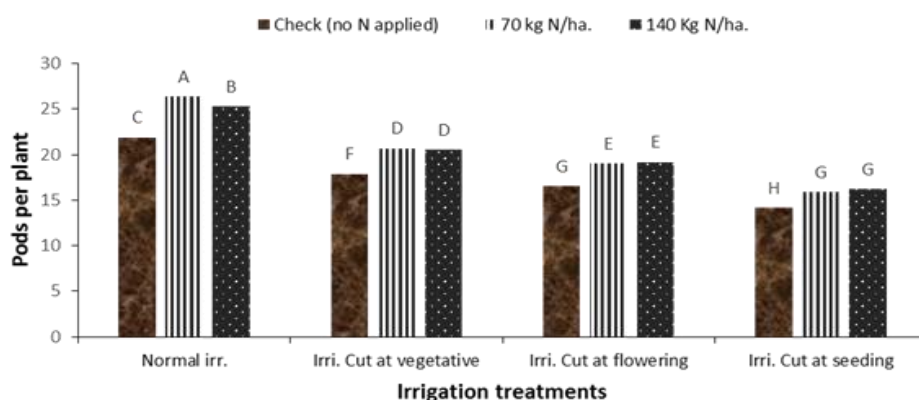 Check (no N applied) 70 kg N/ha. 140 Kg N/ha.
30
25
20
15
10
5
0
Pods per plant
C A B
F D D
G E E
H G G
Normal irr. Irri. Cut at vegetative Irri. Cut at flowering Irri. Cut at seeding
Irrigation treatments